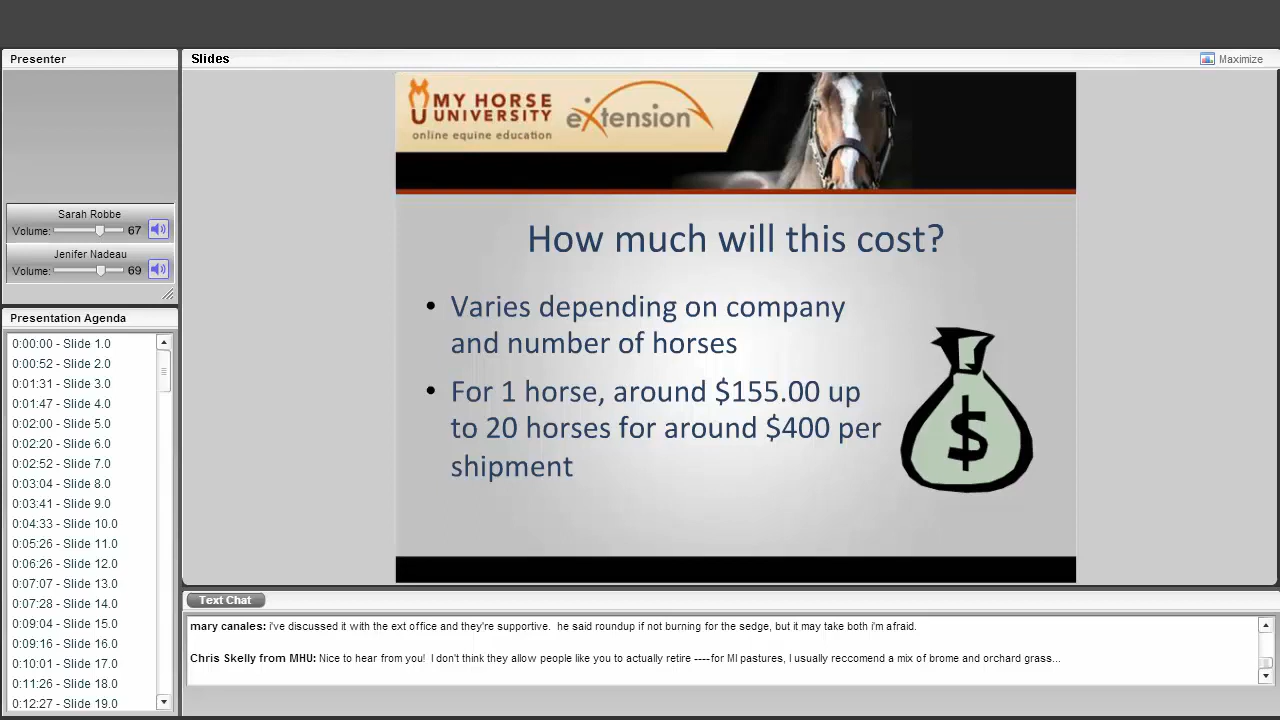 Presenter
Slides
Maximize
MY HORSE
UNIVERSITY
online equine education
eXtension
Sarah Robbe
Volume: 67
Jenifer Nadeau
Volume: 69
Presentation Agenda
0:00:00 - Slide 1.0
0:00:52 - Slide 2.0
0:01:31 - Slide 3.0
0:01:47 - Slide 4.0
0:02:00 - Slide 5.0
0:02:20 - Slide 6.0
0:02:52 - Slide 7.0
0:03:04 - Slide 8.0
0:03:41 - Slide 9.0
0:04:33 - Slide 10.0
0:05:26 - Slide 11.0
0:06:26 - Slide 12.0
0:07:07 - Slide 13.0
0:07:28 - Slide 14.0
0:09:04 - Slide 15.0
0:09:16 - Slide 16.0
0:10:01 - Slide 17.0
0:11:26 - Slide 18.0
0:12:27 - Slide 19.0
How much will this cost?
• Varies depending on company
and number of horses
• For 1 horse, around $155.00 up
to 20 horses for around $400 per
shipment
$
Text Chat
mary canales: i've discussed it with the ext office and they're supportive.  he said roundup if not burning for the sedge, but it may take both i'm afraid.
Chris Skelly from MHU: Nice to hear from you!  I don't think they allow people like you to actually retire ----for MI pastures, I usually reccomend a mix of brome and orchard grass...